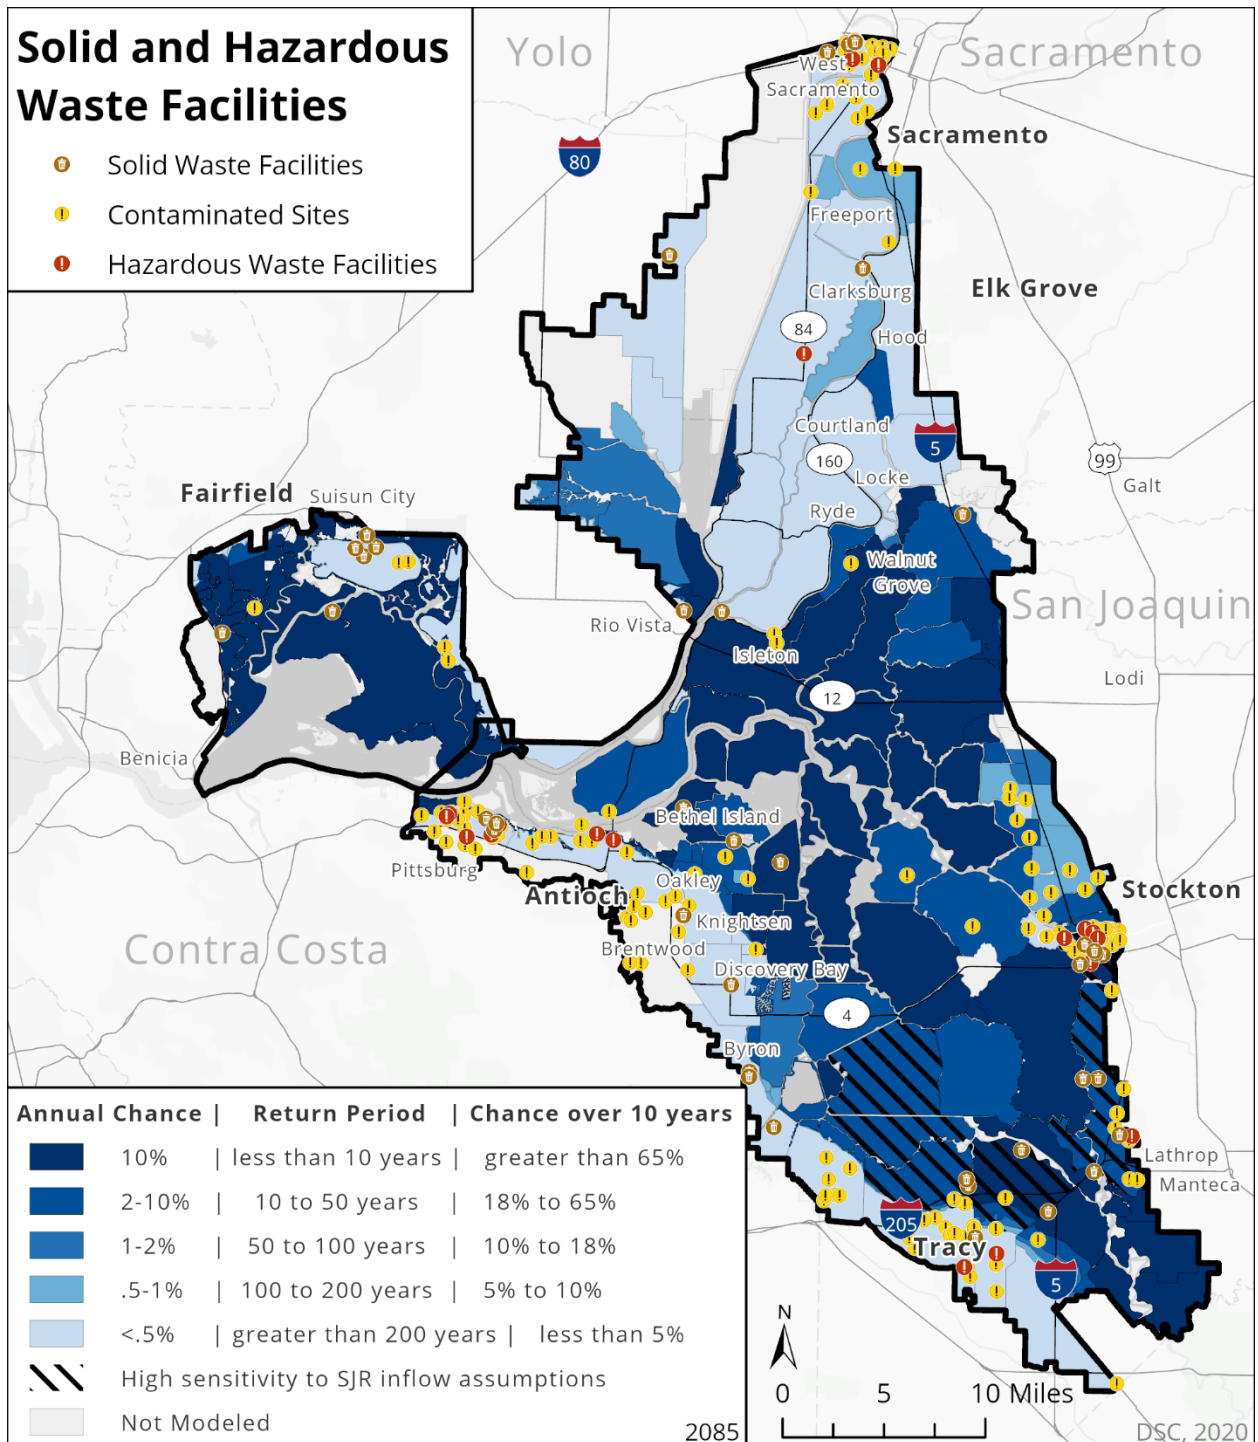 Solid and Hazardous
Waste Facilities
Solid Waste Facilities
Contaminated Sites
Hazardous Waste Facilities
Yolo
Sacramento
West
Sacramento
Sacramento
80
Freeport
Elk Grove
Clarksburg
84
Hood
Courtland
5
160
99
Locke
Galt
Fairfield
Suisun City
Ryde
Walnut
Grove
San Joaquin
Rio Vista
Isleton
Lodi
12
Benicia
Bethel Island
Pittsburg
Oakley
Antioch
Stockton
Knightsen
Contra Costa
Brentwood
Discovery Bay
4
Byron
Lathrop
Manteca
205
Tracy
5
Annual Chance | Return Period | Chance over 10 years
10% | less than 10 years | greater than 65%
2-10% | 10 to 50 years | 18% to 65%
1-2% | 50 to 100 years | 10% to 18%
.5-1% | 100 to 200 years | 5% to 10%
<.5% | greater than 200 years | less than 5%
High sensitivity to SJR inflow assumptions
Not Modeled
2085
N
0 5 10 Miles
DSC, 2020